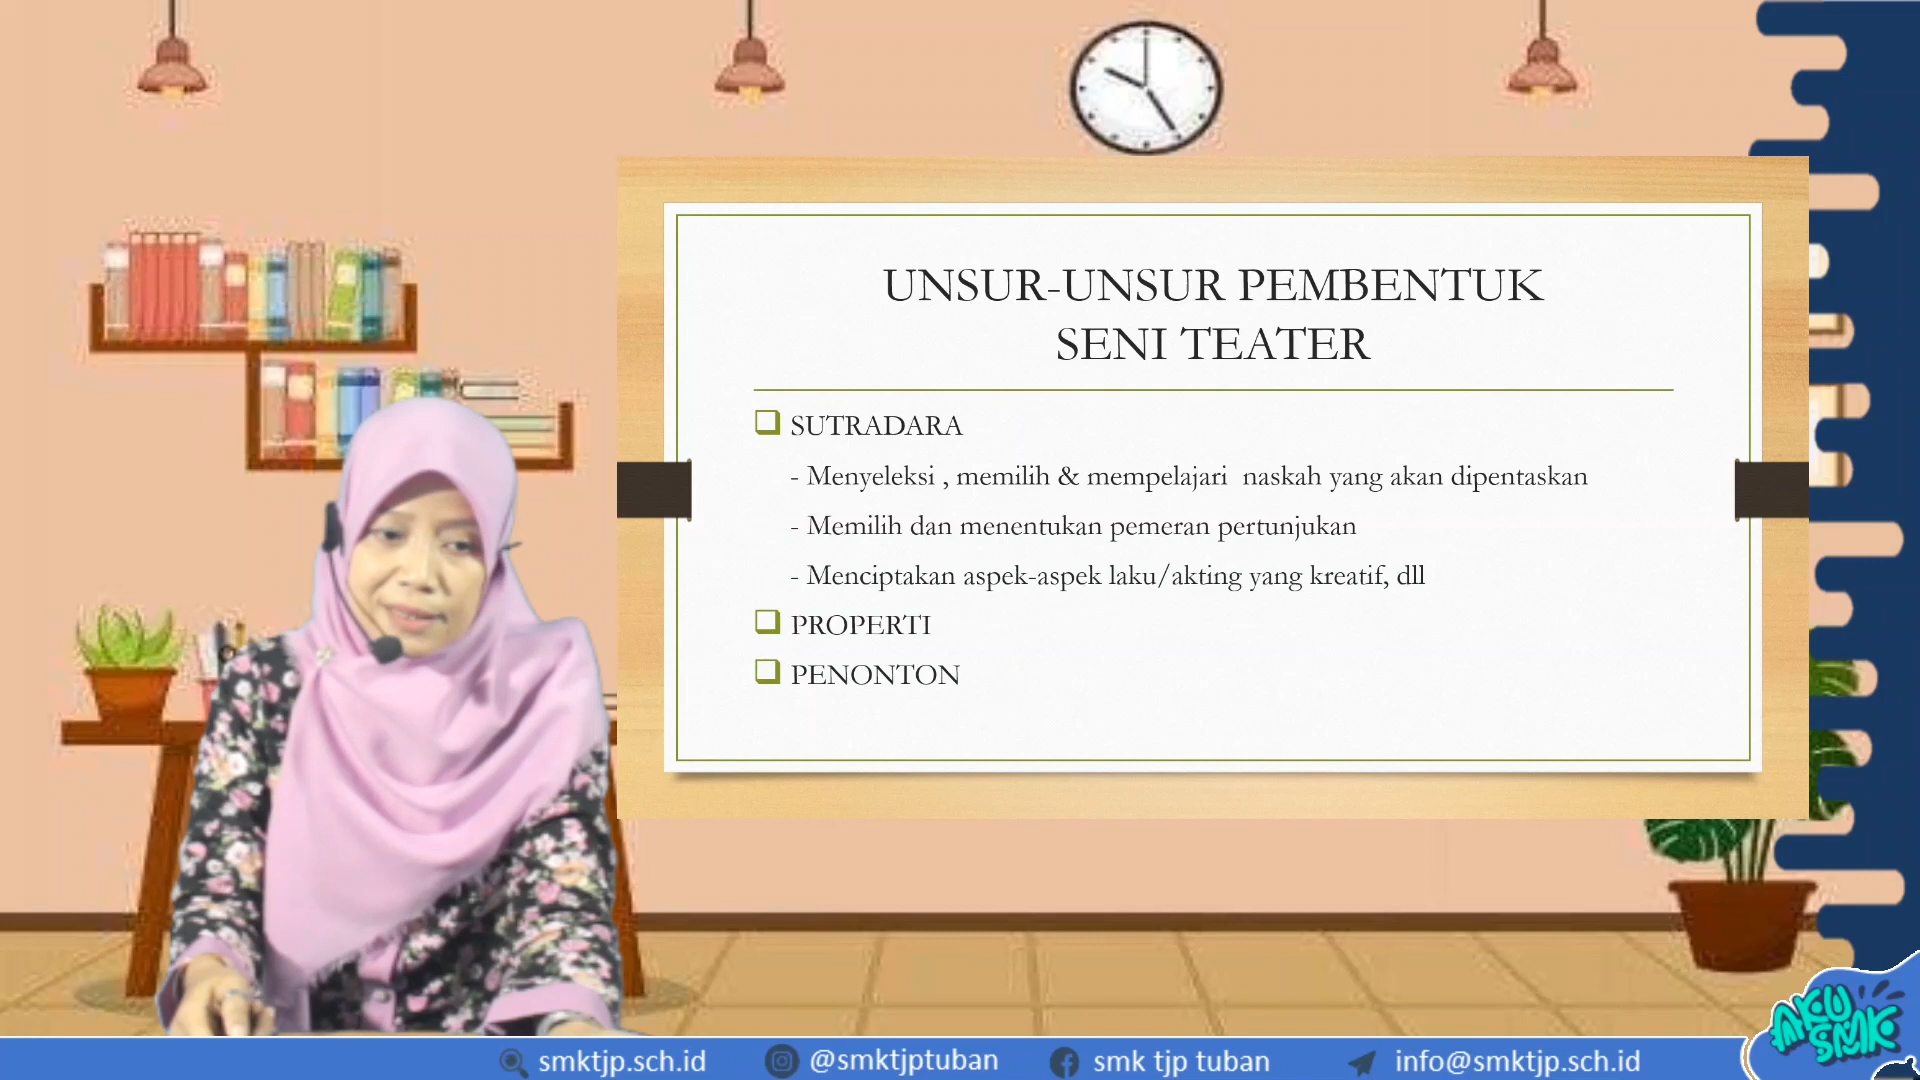 UNSUR-UNSUR PEMBENTUK
SENI TEATER
SUTRADARA
- Menyeleksi , memilih & mempelajari  naskah yang akan dipentaskan
- Memilih dan menentukan pemeran pertunjukan
- Menciptakan aspek-aspek laku/akting yang kreatif, dll
PROPERTI
PENONTON
AKU
SMK
smktjp.sch.id
@smktjptuban
smk tjp tuban
info@smktjp.sch.id